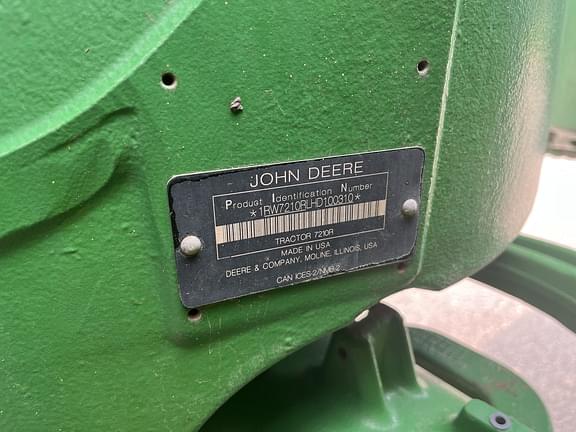 JOHN DEERE
Product Identification Number
*1RW7210RLHD100310*
TRACTOR 7210R
MADE IN USA
DEERE & COMPANY, MOLINE, ILLINOIS, USA
CAN ICES-2/NMB-2